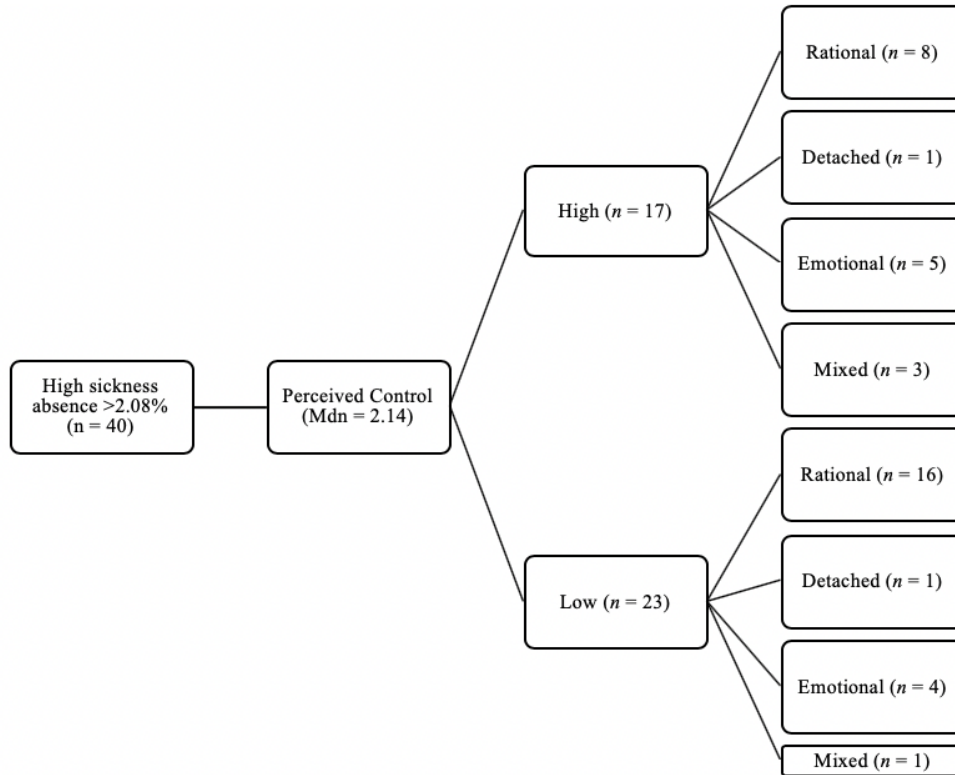 High sickness
absence >2.08%
(n = 40)
Perceived Control
(Mdn = 2.14)
High (n = 17)
Rational (n = 8)
Detached (n = 1)
Emotional (n = 5)
Mixed (n = 3)
Low (n = 23)
Rational (n = 16)
Detached (n = 1)
Emotional (n = 4)
Mixed (n = 1)